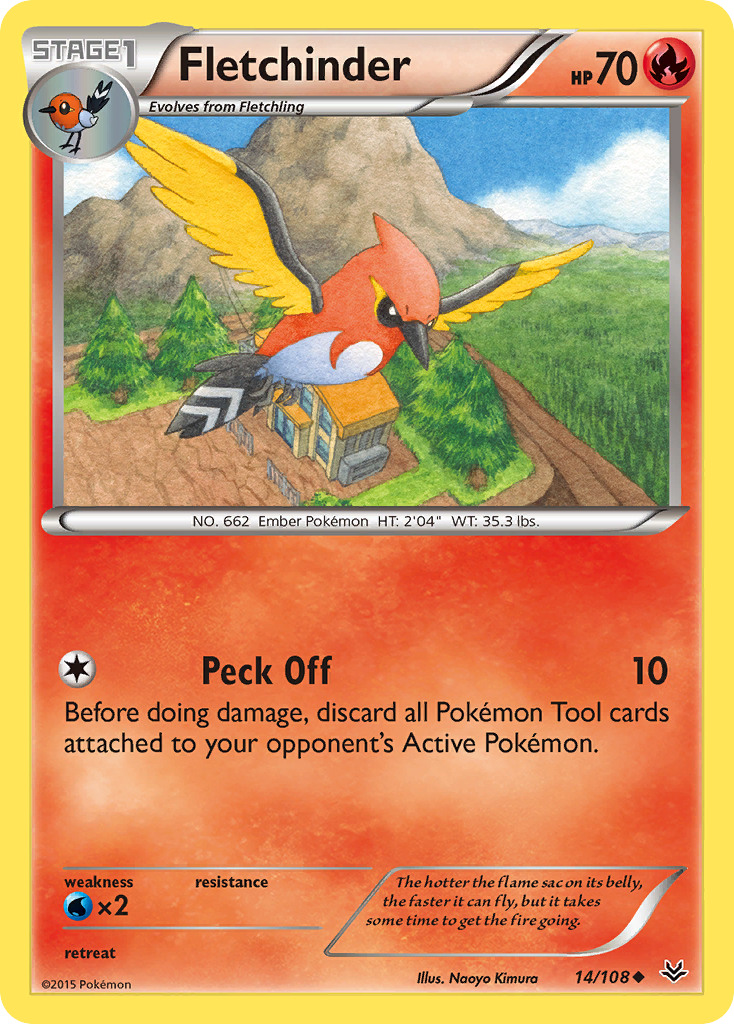 STAGE1
Fletchinder
HP70
Evolves from Fletchling
NO. 662  Ember Pokémon  HT: 2'04"  WT: 35.3 lbs.
Peck Off 10
Before doing damage, discard all Pokémon Tool cards
attached to your opponent's Active Pokémon.
weakness resistance
×2
retreat
The hotter the flame sac on its belly,
the faster it can fly, but it takes
some time to get the fire going.
©2015 Pokémon
Illus. Naoyo Kimura
14/108